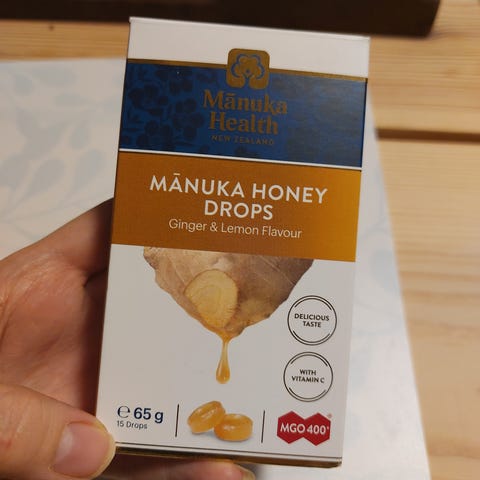 Mānuka
Health
NEW ZEALAND
MĀNUKA HONEY
DROPS
Ginger & Lemon Flavour
DELICIOUS
TASTE
WITH
VITAMIN C
℮ 65 g
15 Drops
MGO 400+